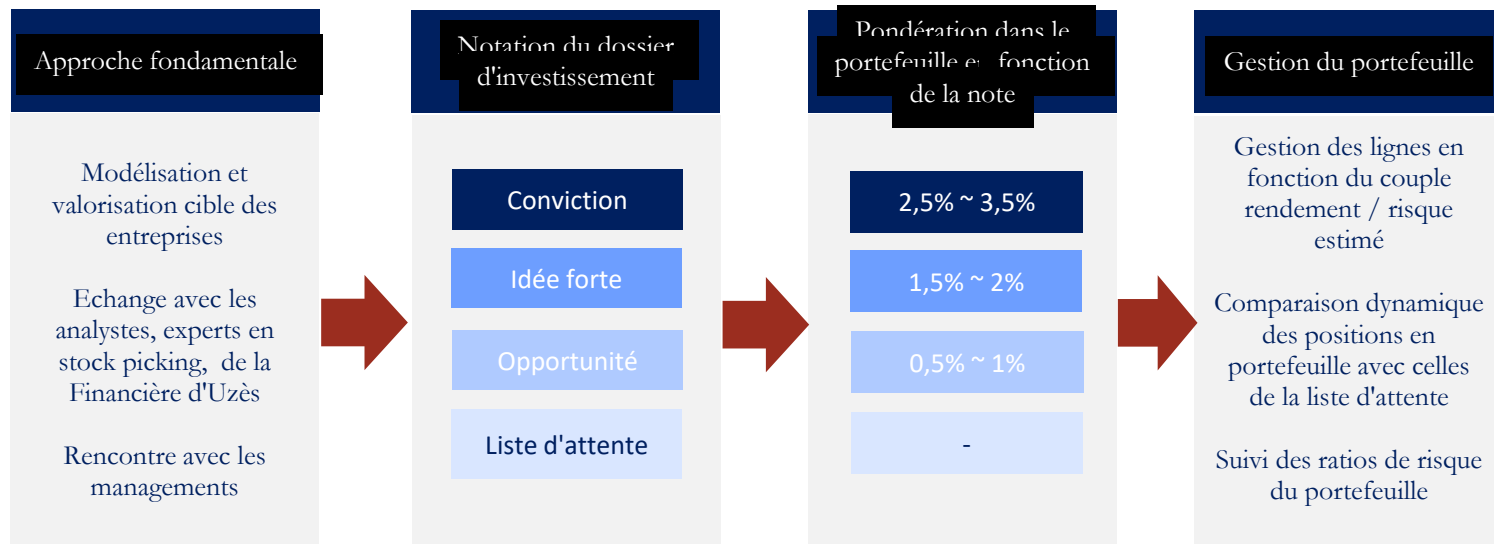 Approche fondamentale
Modélisation et
valorisation cible des
entreprises
Echange avec les
analystes, experts en
stock picking, de la
Financière d'Uzès
Rencontre avec les
managements
Notation du dossier
d'investissement
Conviction
Idée forte
Opportunité
Liste d'attente
Pondération dans le
portefeuille en fonction
de la note
2,5% ~ 3,5%
1,5% ~ 2%
0,5% ~ 1%
-
Gestion du portefeuille
Gestion des lignes en
fonction du couple
rendement / risque
estimé
Comparaison dynamique
des positions en
portefeuille avec celles
de la liste d'attente
Suivi des ratios de risque
du portefeuille